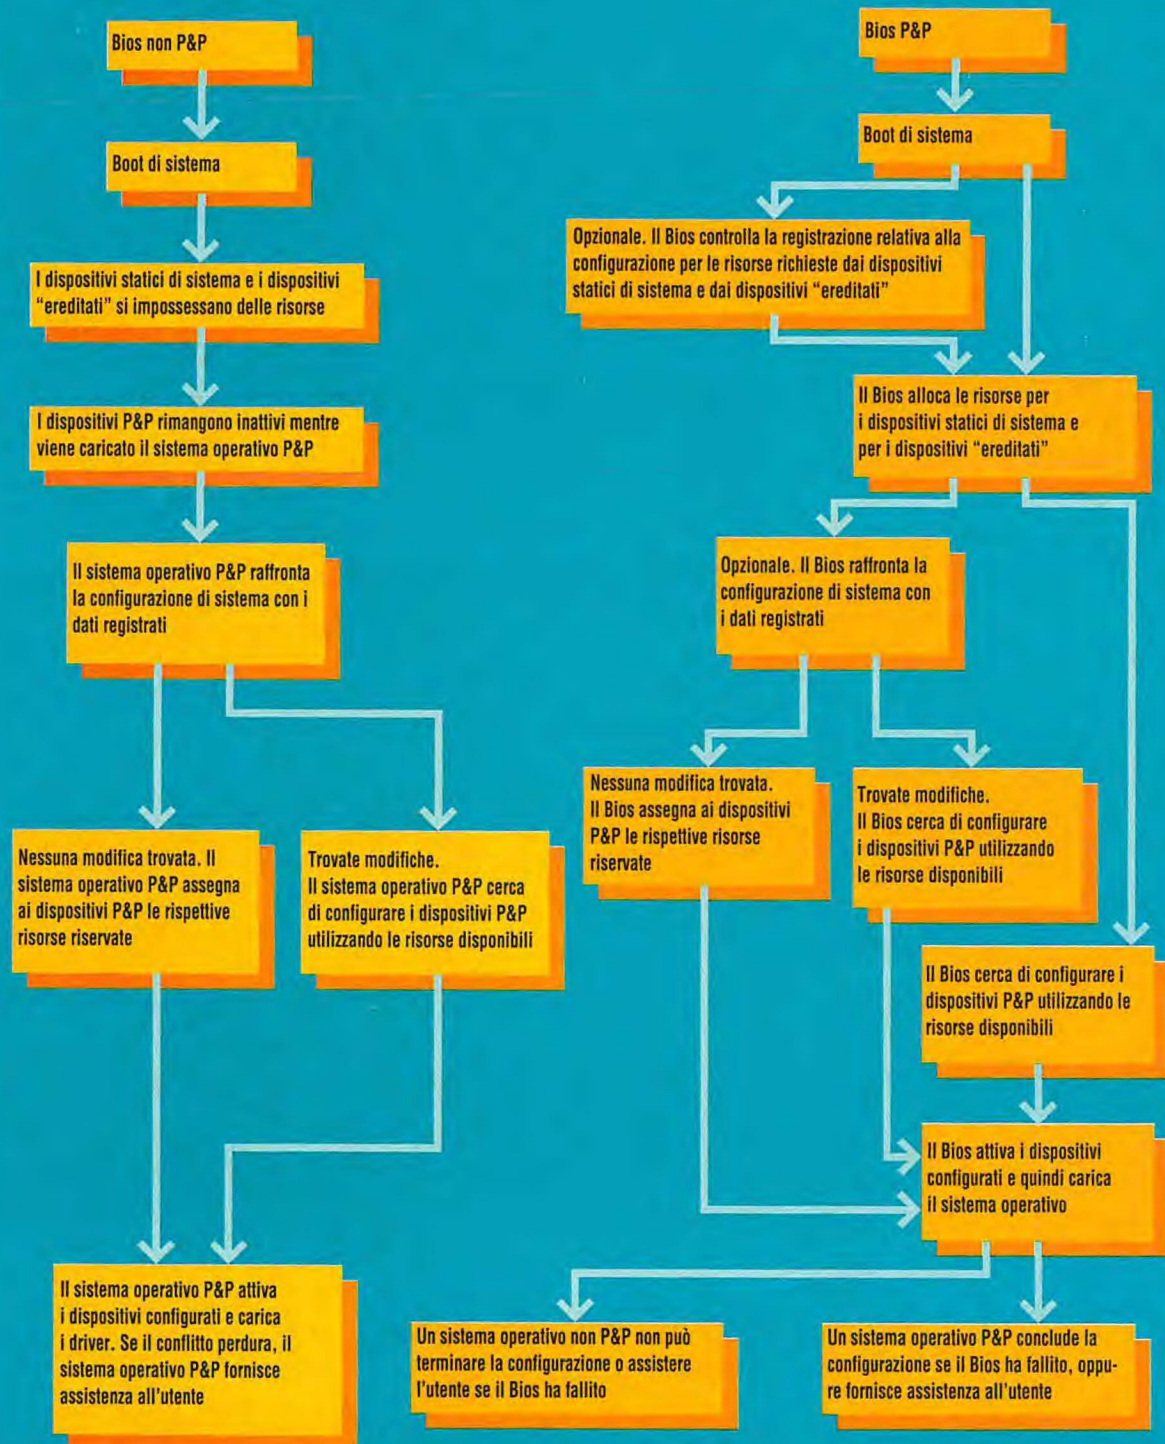 Bios non P&P
Boot di sistema
I dispositivi statici di sistema e i dispositivi
“ereditati” si impossessano delle risorse
I dispositivi P&P rimangono inattivi mentre
viene caricato il sistema operativo P&P
Il sistema operativo P&P raffronta
la configurazione di sistema con i
dati registrati
Nessuna modifica trovata. Il
sistema operativo P&P assegna
ai dispositivi P&P le rispettive
risorse riservate
Trovate modifiche.
Il sistema operativo P&P cerca
di configurare i dispositivi P&P
utilizzando le risorse disponibili
Il sistema operativo P&P attiva
i dispositivi configurati e carica
i driver. Se il conflitto perdura, il
sistema operativo P&P fornisce
assistenza all’utente
Bios P&P
Boot di sistema
Opzionale. Il Bios controlla la registrazione relativa alla
configurazione per le risorse richieste dai dispositivi
statici di sistema e dai dispositivi “ereditati”
Il Bios alloca le risorse per
i dispositivi statici di sistema e
per i dispositivi “ereditati”
Opzionale. Il Bios raffronta la
configurazione di sistema con
i dati registrati
Nessuna modifica trovata.
Il Bios assegna ai dispositivi
P&P le rispettive risorse
riservate
Trovate modifiche.
Il Bios cerca di configurare
i dispositivi P&P utilizzando
le risorse disponibili
Il Bios cerca di configurare i
dispositivi P&P utilizzando le
risorse disponibili
Il Bios attiva i dispositivi
configurati e quindi carica
il sistema operativo
Un sistema operativo non P&P non può
terminare la configurazione o assistere
l’utente se il Bios ha fallito
Un sistema operativo P&P conclude la
configurazione se il Bios ha fallito, oppu-
re fornisce assistenza all’utente